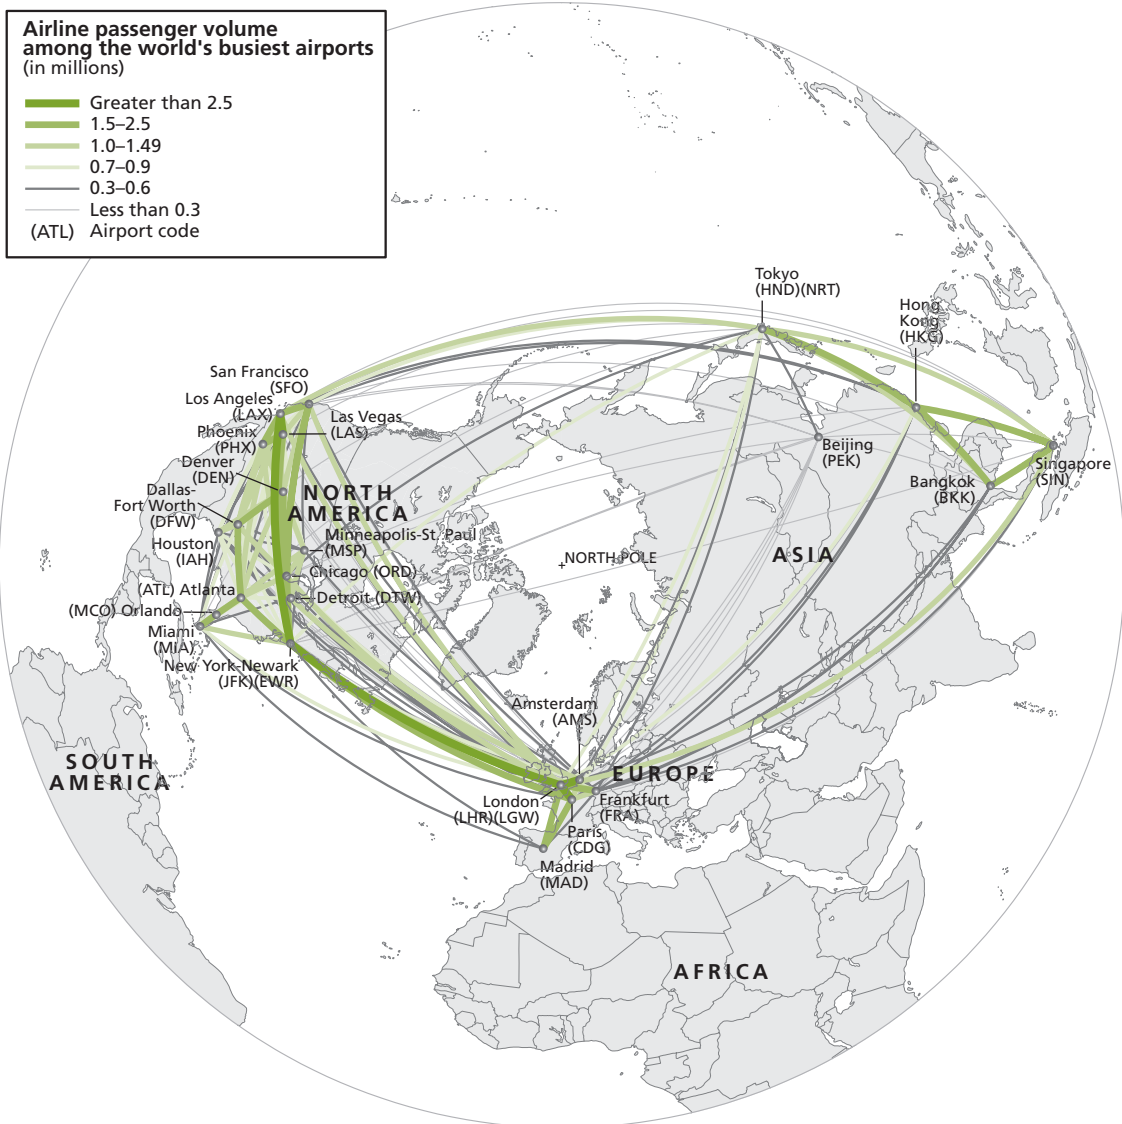 Airline passenger volume
among the world's busiest airports
(in millions)
Greater than 2.5
1.5–2.5
1.0–1.49
0.7–0.9
0.3–0.6
Less than 0.3
(ATL) Airport code
Tokyo
(HND)(NRT)
Hong
Kong
(HKG)
San Francisco
(SFO)
Los Angeles
(LAX)
Las Vegas
(LAS)
Phoenix
(PHX)
Denver
(DEN)
Beijing
(PEK)
Singapore
(SIN)
Bangkok
(BKK)
Dallas-
Fort Worth
(DFW)
NORTH
AMERICA
Houston
(IAH)
Minneapolis-St. Paul
(MSP)
NORTH POLE
ASIA
Chicago (ORD)
(ATL) Atlanta
Detroit (DTW)
(MCO) Orlando
Miami
(MIA)
New York-Newark
(JFK)(EWR)
Amsterdam
(AMS)
SOUTH
AMERICA
EUROPE
London
(LHR)(LGW)
Frankfurt
(FRA)
Paris
(CDG)
Madrid
(MAD)
AFRICA